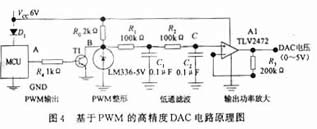 Vcc 6V
D₁
R₀ 2kΩ
R₁
100kΩ
R₂
100kΩ
A1
TLV2472
DAC电压
(0~5V)
MCU
A
B
C
T1
R₄ 1kΩ
LM336-5V
C₁
0.1μF
C₂
0.1μF
R₃
200kΩ
GND
PWM输出
PWM整形
低通滤波
输出功率放大
图4 基于PWM的高精度DAC电路原理图